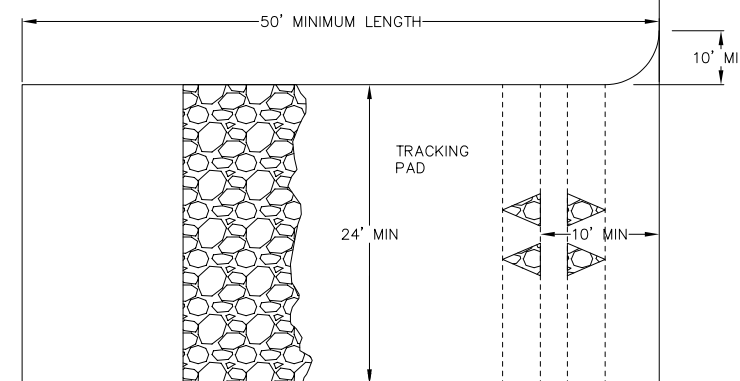 50' MINIMUM LENGTH
10' MI
TRACKING
PAD
24' MIN
10' MIN